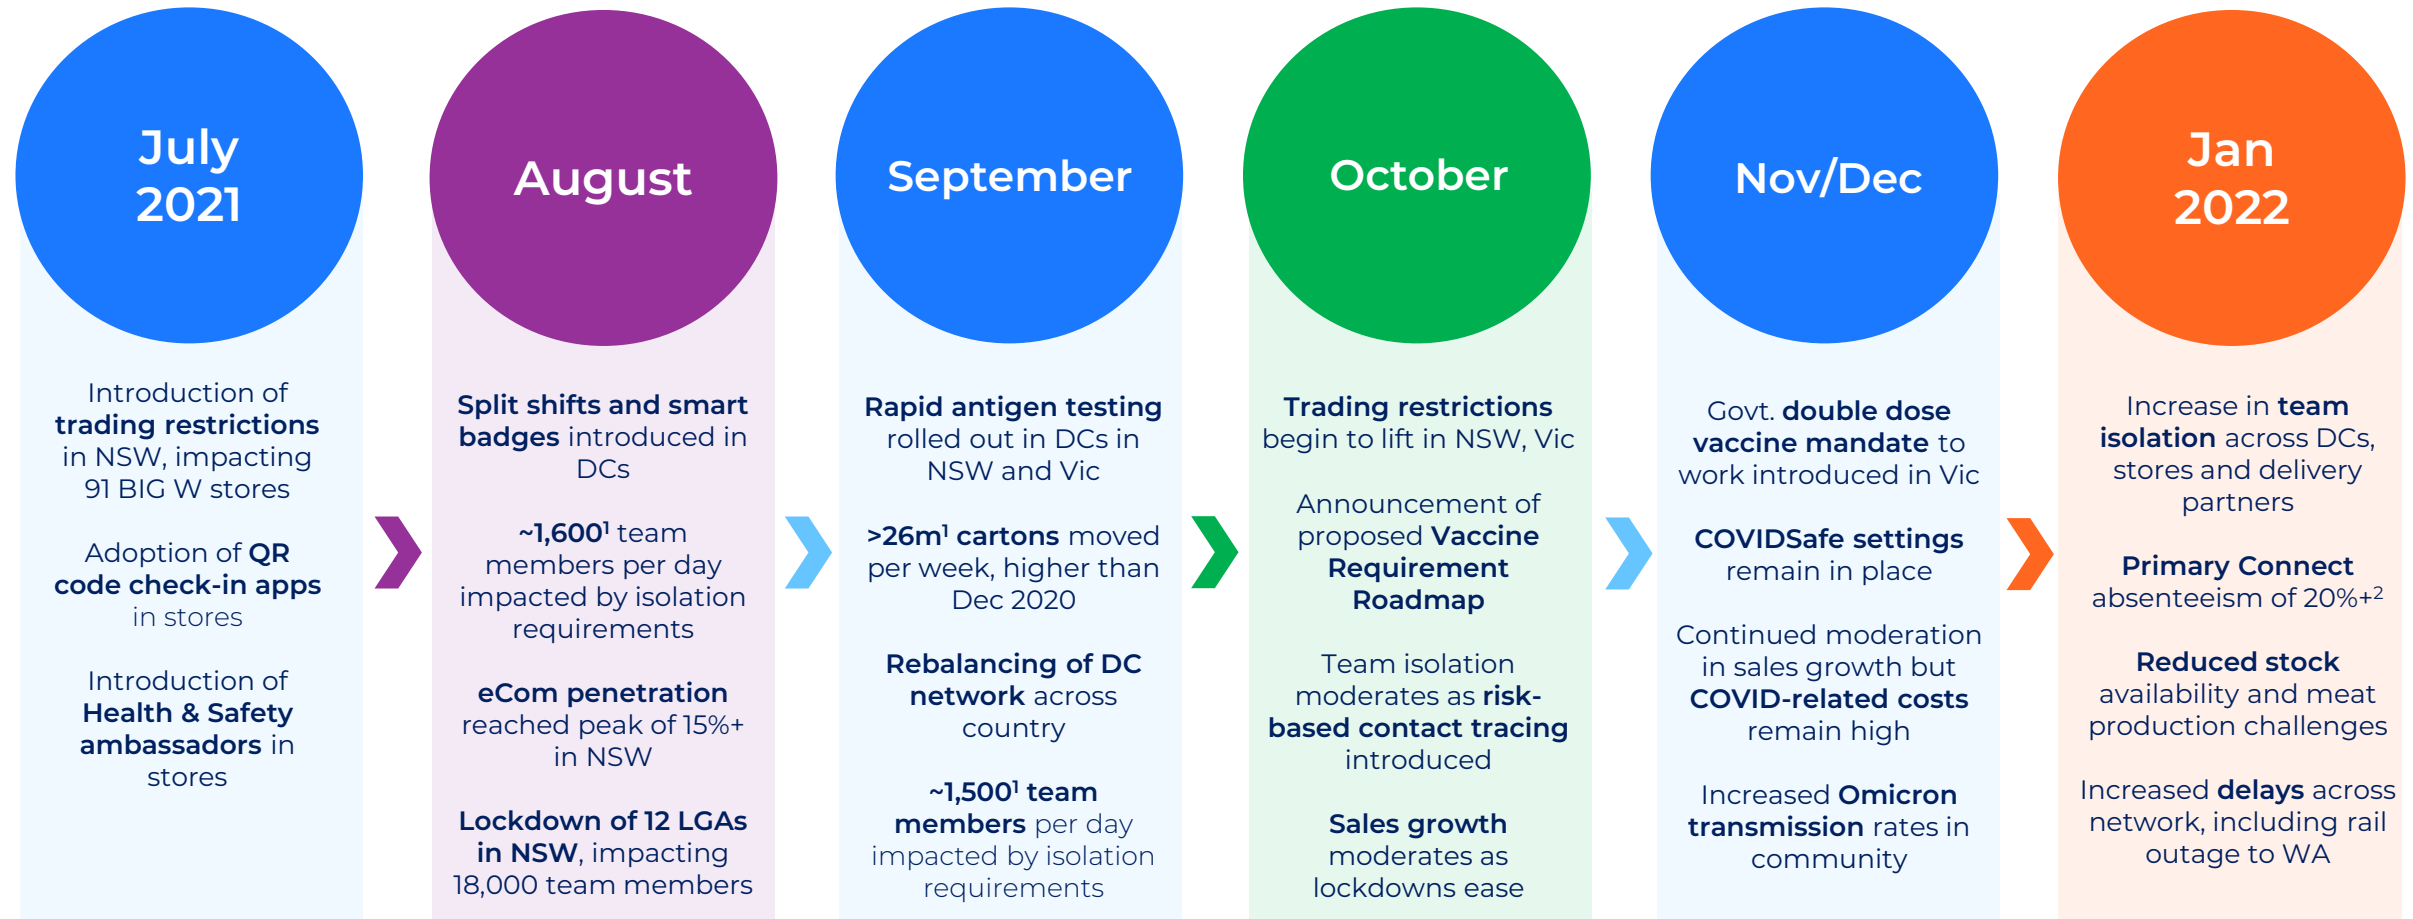 July
2021
Introduction of
trading restrictions
in NSW, impacting
91 BIG W stores
Adoption of QR
code check-in apps
in stores
Introduction of
Health & Safety
ambassadors in
stores
August
Split shifts and smart
badges introduced in
DCs
~1,600¹ team
members per day
impacted by isolation
requirements
eCom penetration
reached peak of 15%+
in NSW
Lockdown of 12 LGAs
in NSW, impacting
18,000 team members
September
Rapid antigen testing
rolled out in DCs in
NSW and Vic
>26m¹ cartons moved
per week, higher than
Dec 2020
Rebalancing of DC
network across
country
~1,500¹ team
members per day
impacted by isolation
requirements
October
Trading restrictions
begin to lift in NSW, Vic
Announcement of
proposed Vaccine
Requirement
Roadmap
Team isolation
moderates as risk-
based contact tracing
introduced
Sales growth
moderates as
lockdowns ease
Nov/Dec
Govt. double dose
vaccine mandate to
work introduced in Vic
COVIDSafe settings
remain in place
Continued moderation
in sales growth but
COVID-related costs
remain high
Increased Omicron
transmission rates in
community
Jan
2022
Increase in team
isolation across DCs,
stores and delivery
partners
Primary Connect
absenteeism of 20%+²
Reduced stock
availability and meat
production challenges
Increased delays across
network, including rail
outage to WA